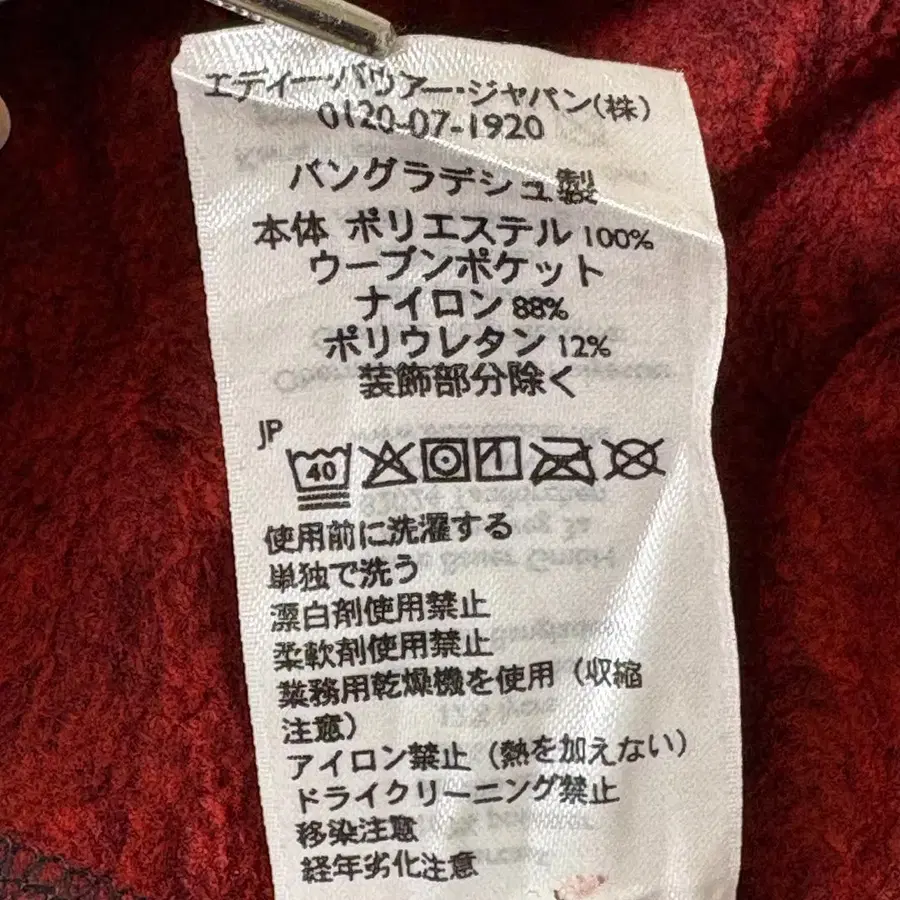 エディー・バウアー・ジャパン(株)
0120-07-1920
バングラデシュ製
本体 ポリエステル 100%
ウーブンポケット
ナイロン 88%
ポリウレタン 12%
装飾部分除く
JP
40
使用前に洗濯する
単独で洗う
漂白剤使用禁止
柔軟剤使用禁止
業務用乾燥機を使用（収縮
注意）
アイロン禁止（熱を加えない）
ドライクリーニング禁止
移染注意
経年劣化注意